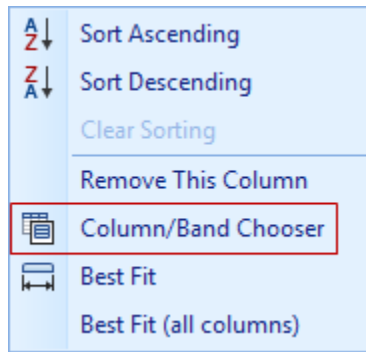 Sort Ascending
Sort Descending
Clear Sorting
Remove This Column
Column/Band Chooser
Best Fit
Best Fit (all columns)